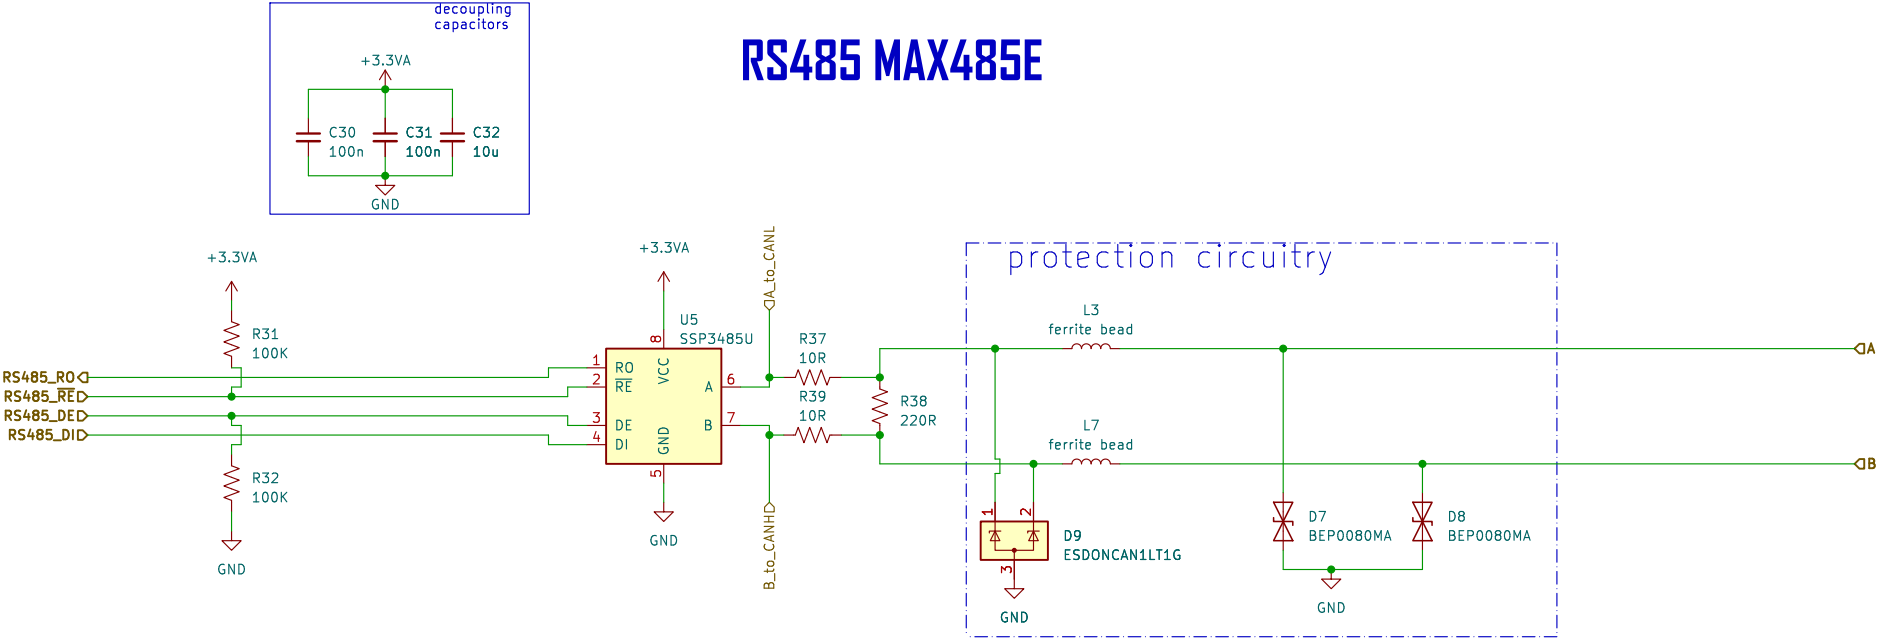 decoupling
capacitors
RS485 MAX485E
+3.3VA
C30
100n
C31
100n
C32
10u
GND
+3.3VA
R31
100K
RS485_RO
RS485_RE
RS485_DE
RS485_DI
R32
100K
GND
+3.3VA
U5
SSP3485U
8
VCC
1 RO
2 RE
3 DE
4 DI
A 6
B 7
GND
5
GND
A_to_CANL
B_to_CANH
R37
10R
R39
10R
R38
220R
protection circuitry
L3
ferrite bead
L7
ferrite bead
1
2
3
D9
ESDONCAN1LT1G
GND
D7
BEP0080MA
D8
BEP0080MA
GND
A
B